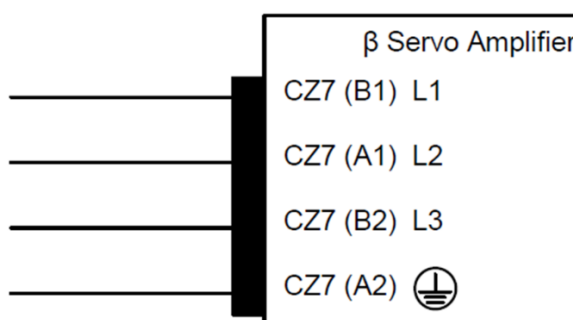 β Servo Amplifier
CZ7 (B1) L1
CZ7 (A1) L2
CZ7 (B2) L3
CZ7 (A2)